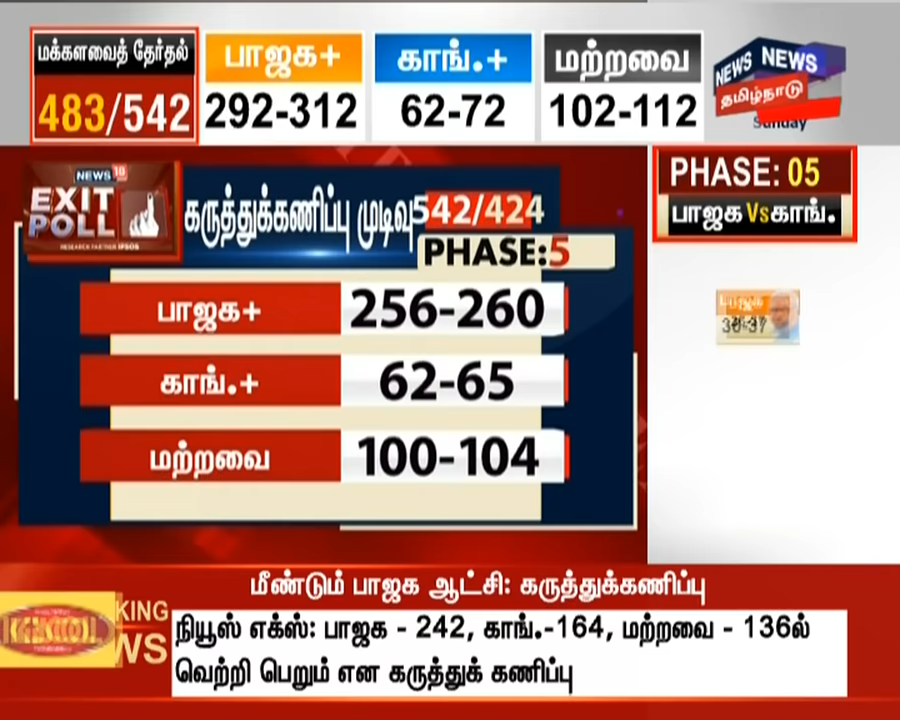 மக்களவைத் தேர்தல்
483/542
பாஜக+
292-312
காங்.+
62-72
மற்றவை
102-112
NEWS NEWS
தமிழ்நாடு
Sunday
NEWS 18
EXIT
POLL
RESEARCH PARTNER IPSOS
கருத்துக்கணிப்பு முடிவு 542/424
PHASE:5
பாஜக+ 256-260
காங்.+ 62-65
மற்றவை 100-104
PHASE: 05
பாஜக Vs காங்.
பாஜக
மீண்டும் பாஜக ஆட்சி: கருத்துக்கணிப்பு
KING
WS
நியூஸ் எக்ஸ்: பாஜக - 242, காங்.-164, மற்றவை - 136ல்
வெற்றி பெறும் என கருத்துக் கணிப்பு